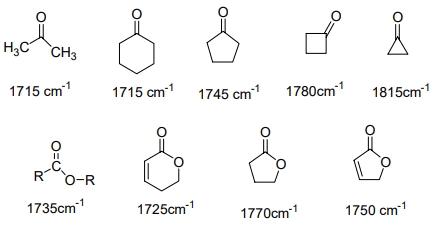 O O O O O
H₃C CH₃
1715 cm⁻¹ 1715 cm⁻¹ 1745 cm⁻¹ 1780cm⁻¹ 1815cm⁻¹
O O O O
R C O R O O O
1735cm⁻¹ 1725cm⁻¹ 1770cm⁻¹ 1750 cm⁻¹